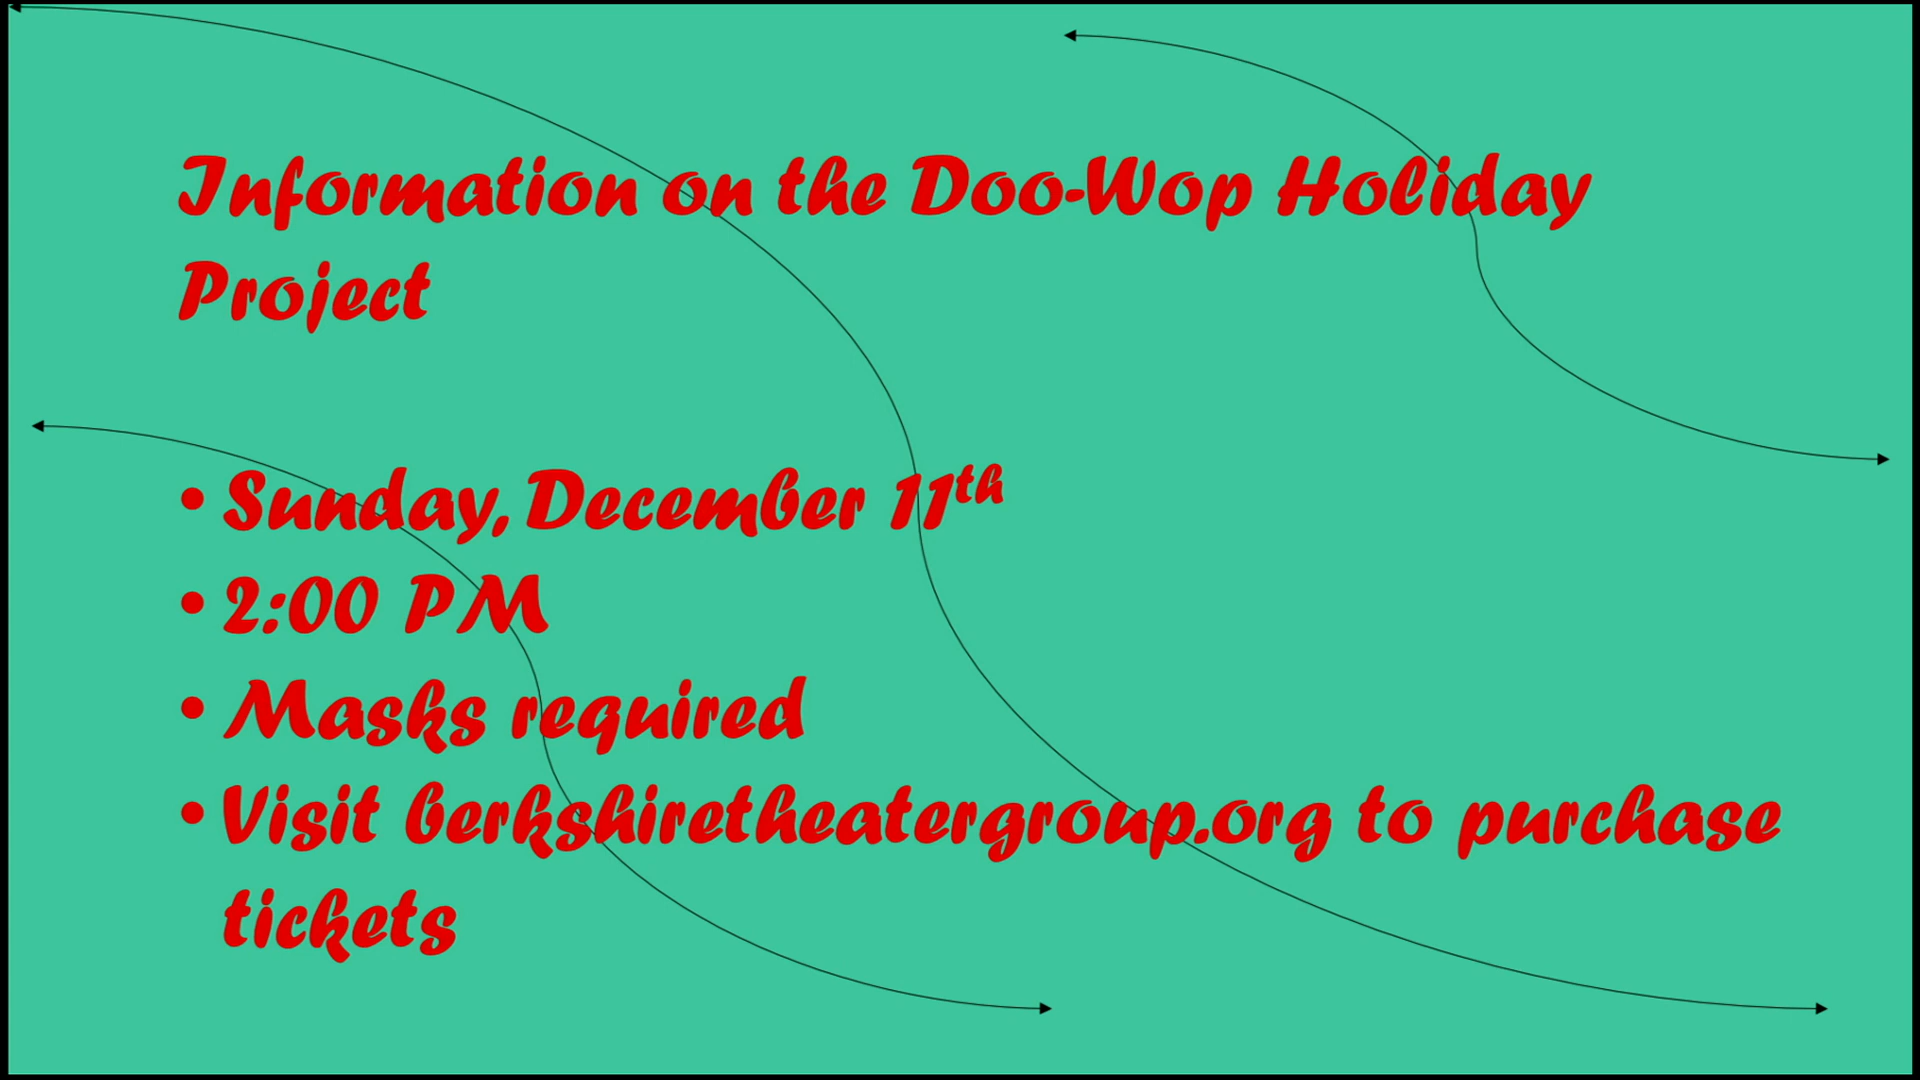 Information on the Doo-Wop Holiday
Project
• Sunday, December 11th
• 2:00 PM
• Masks required
• Visit berkshiretheatergroup.org to purchase
tickets